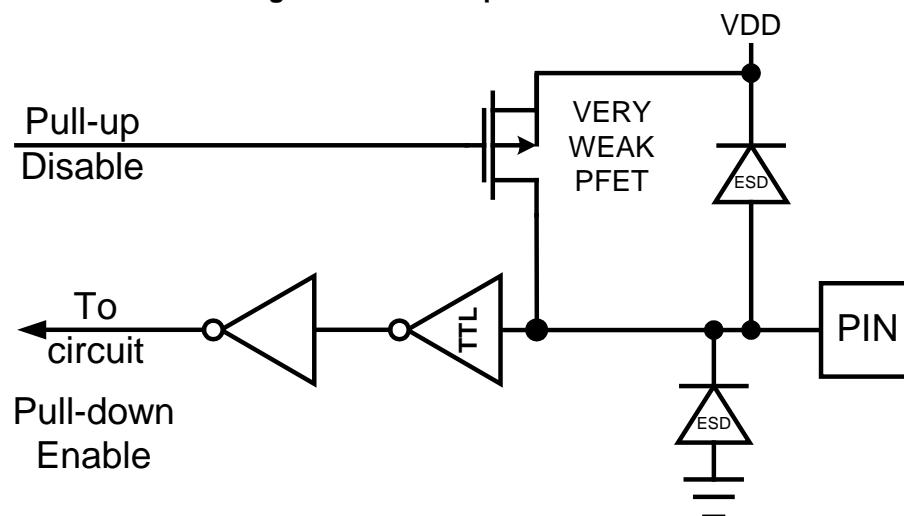 VDD
Pull-up
Disable
VERY
WEAK
PFET
ESD
To
circuit
TTL
PIN
Pull-down
Enable
ESD